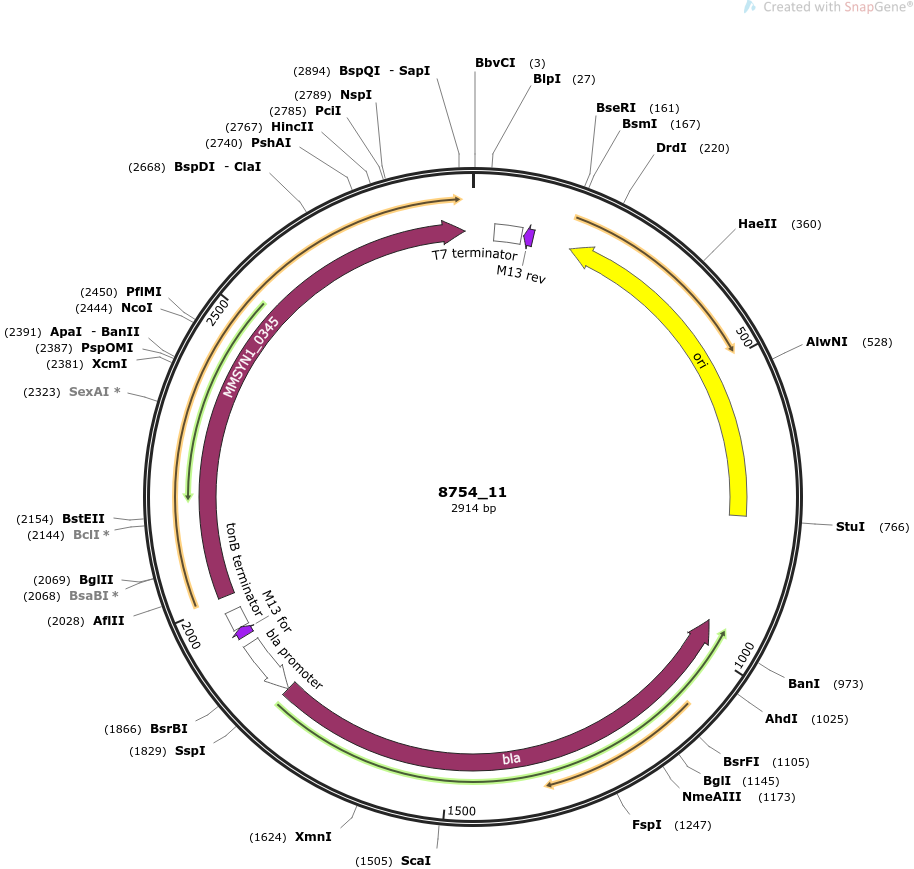 Created with SnapGene®
(2894) BspQI - SapI
BbvCI (3)
BlpI (27)
(2789) NspI
(2785) PciI
(2767) HincII
(2740) PshAI
(2668) BspDI - ClaI
BseRI (161)
BsmI (167)
DrdI (220)
HaeII (360)
AlwNI (528)
StuI (766)
BanI (973)
AhdI (1025)
BsrFI (1105)
BglI (1145)
NmeAIII (1173)
FspI (1247)
(1505) ScaI
(1624) XmnI
(1829) SspI
(1866) BsrBI
(2028) AflII
(2068) BsaBI *
(2069) BglII
(2144) BclI *
(2154) BstEII
(2323) SexAI *
(2381) XcmI
(2387) PspOMI
(2391) ApaI - BanII
(2444) NcoI
(2450) PflMI
T7 terminator
M13 rev
ori
500
1000
1500
2000
2500
MMSYN1_0345
tonB terminator
M13 for
bla promoter
bla
8754_11
2914 bp